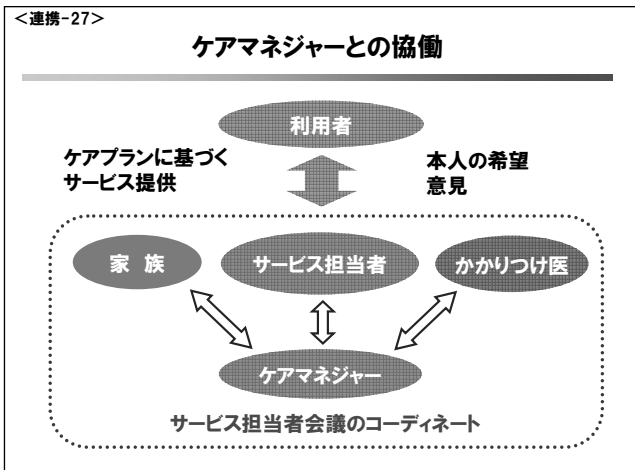 <連携-27>
ケアマネジャーとの協働
利用者
ケアプランに基づく
サービス提供
本人の希望
意見
家 族
サービス担当者
かかりつけ医
ケアマネジャー
サービス担当者会議のコーディネート